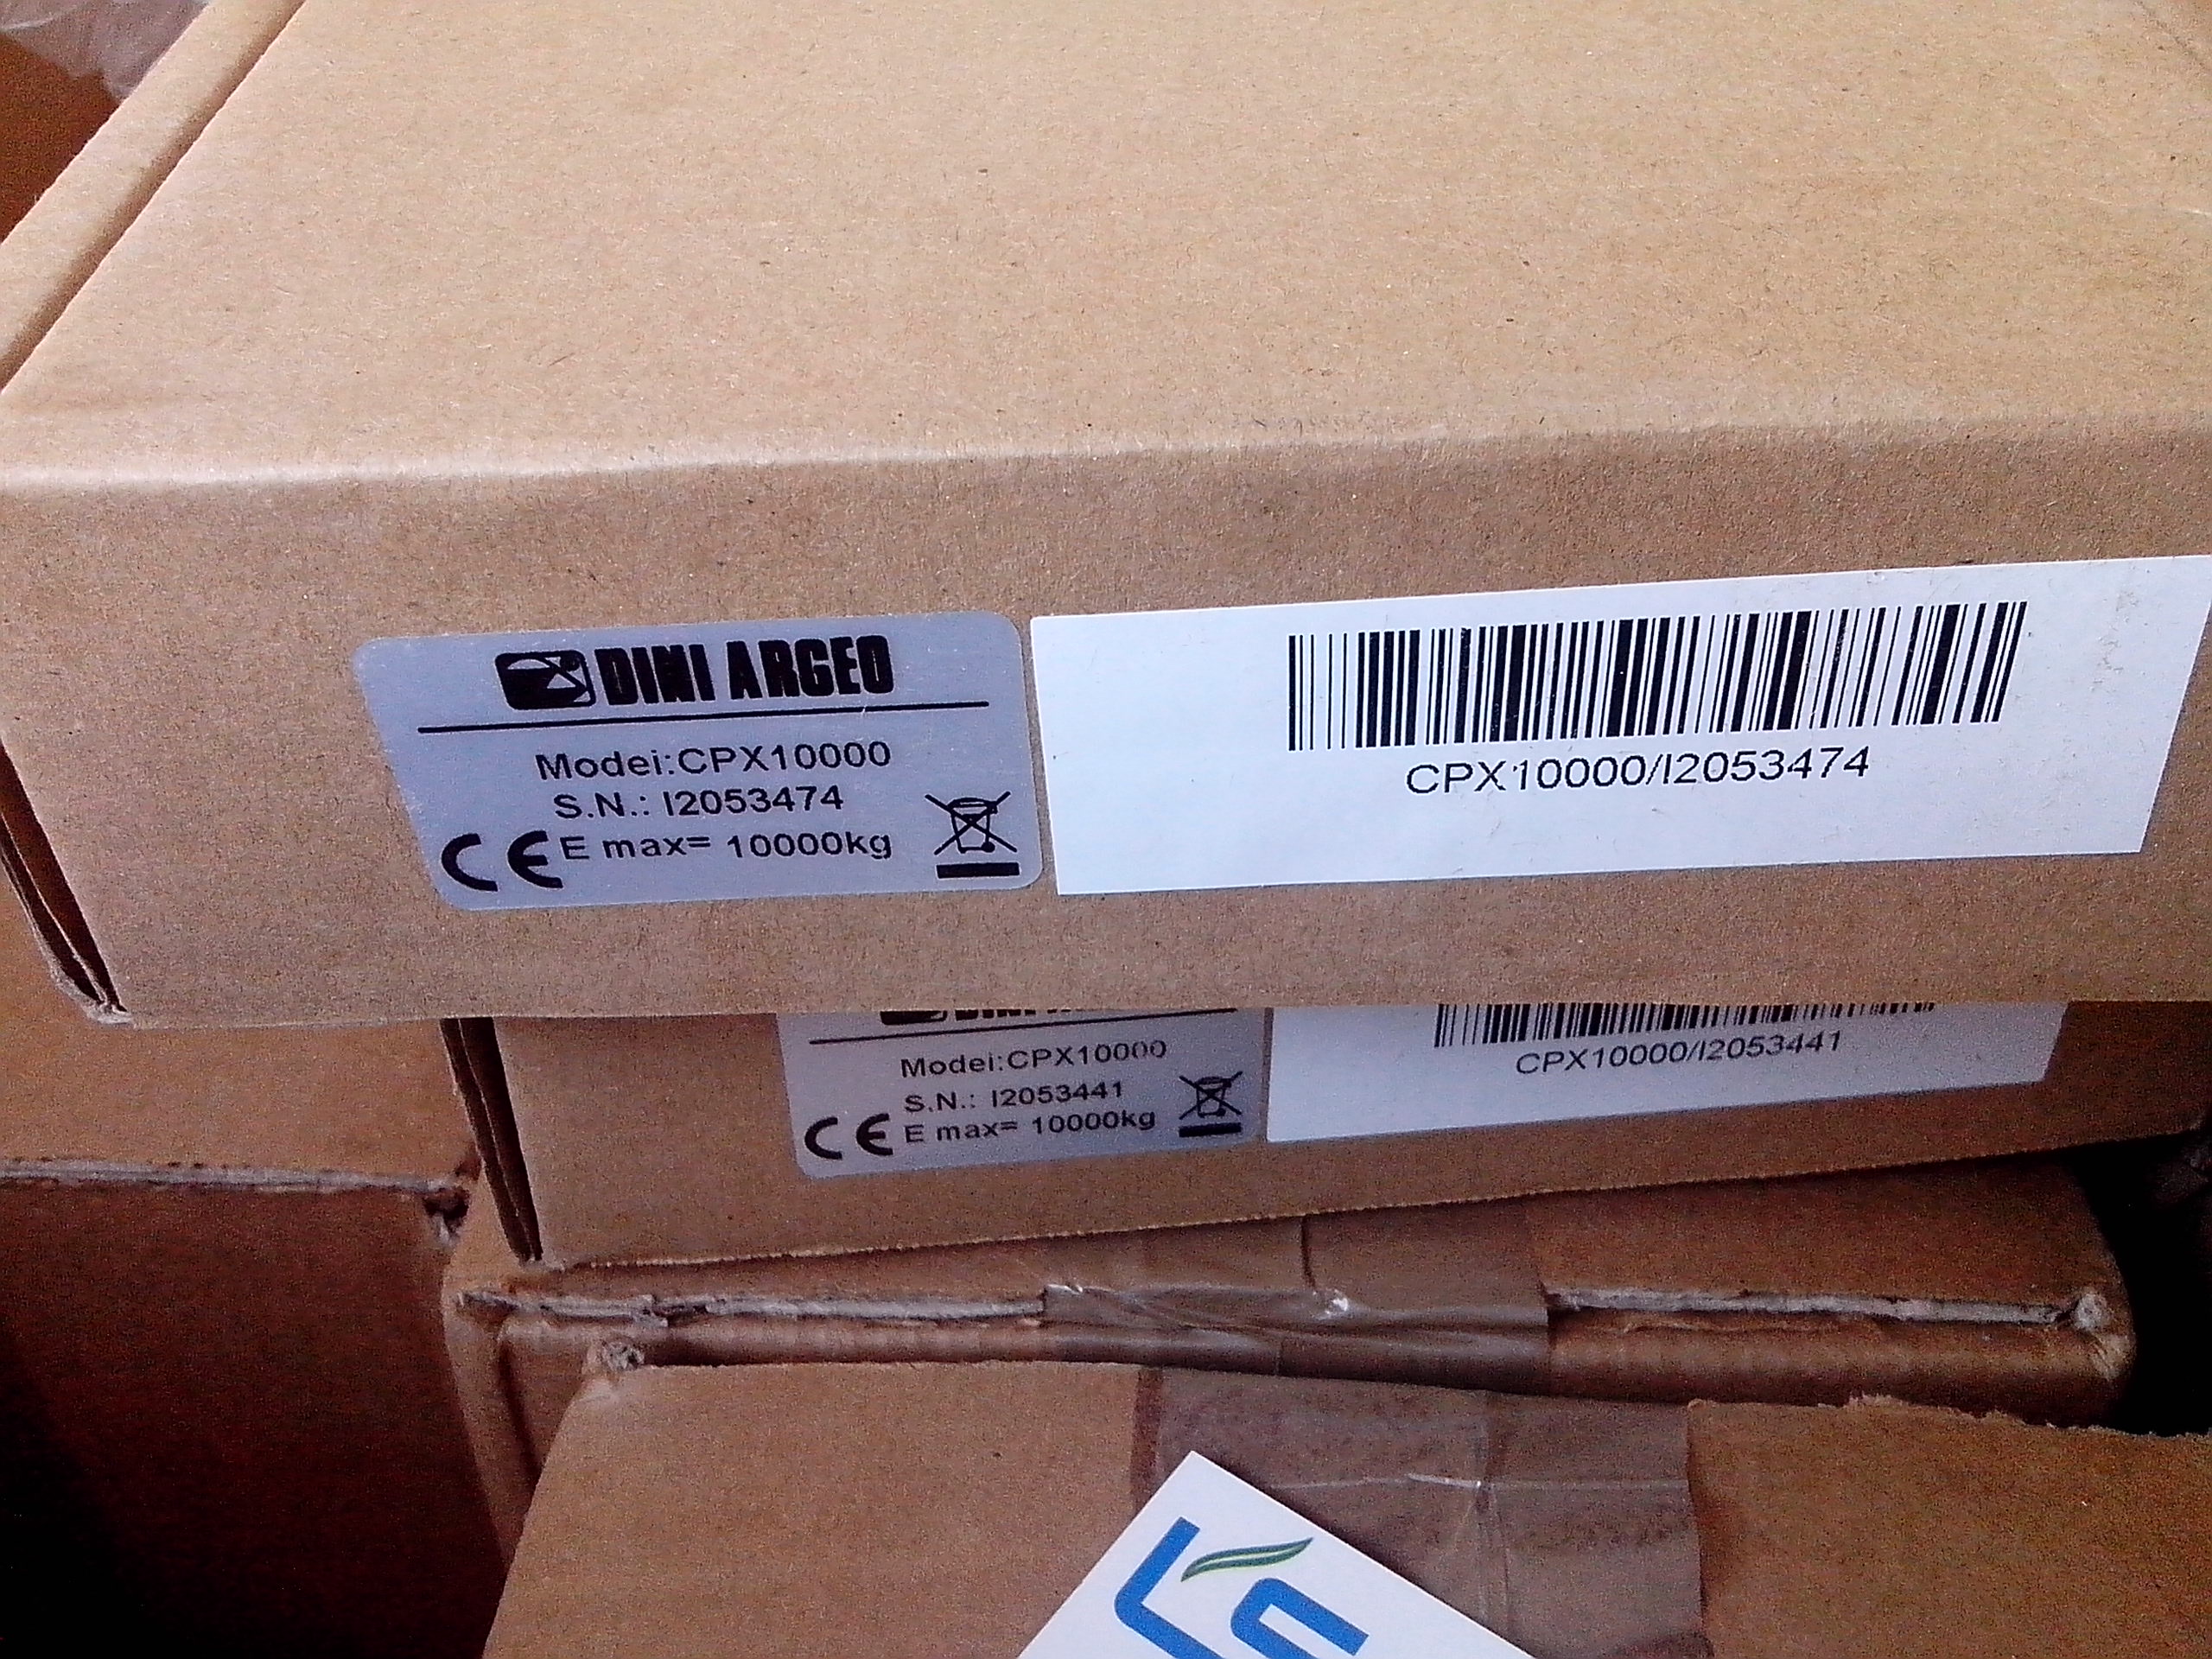 DINI ARGEO
Modei:CPX10000
S.N.: I2053474
CE E max= 10000kg
CPX10000/I2053474
Modei:CPX10000
S.N.: I2053441
CE E max= 10000kg
CPX10000/I2053441